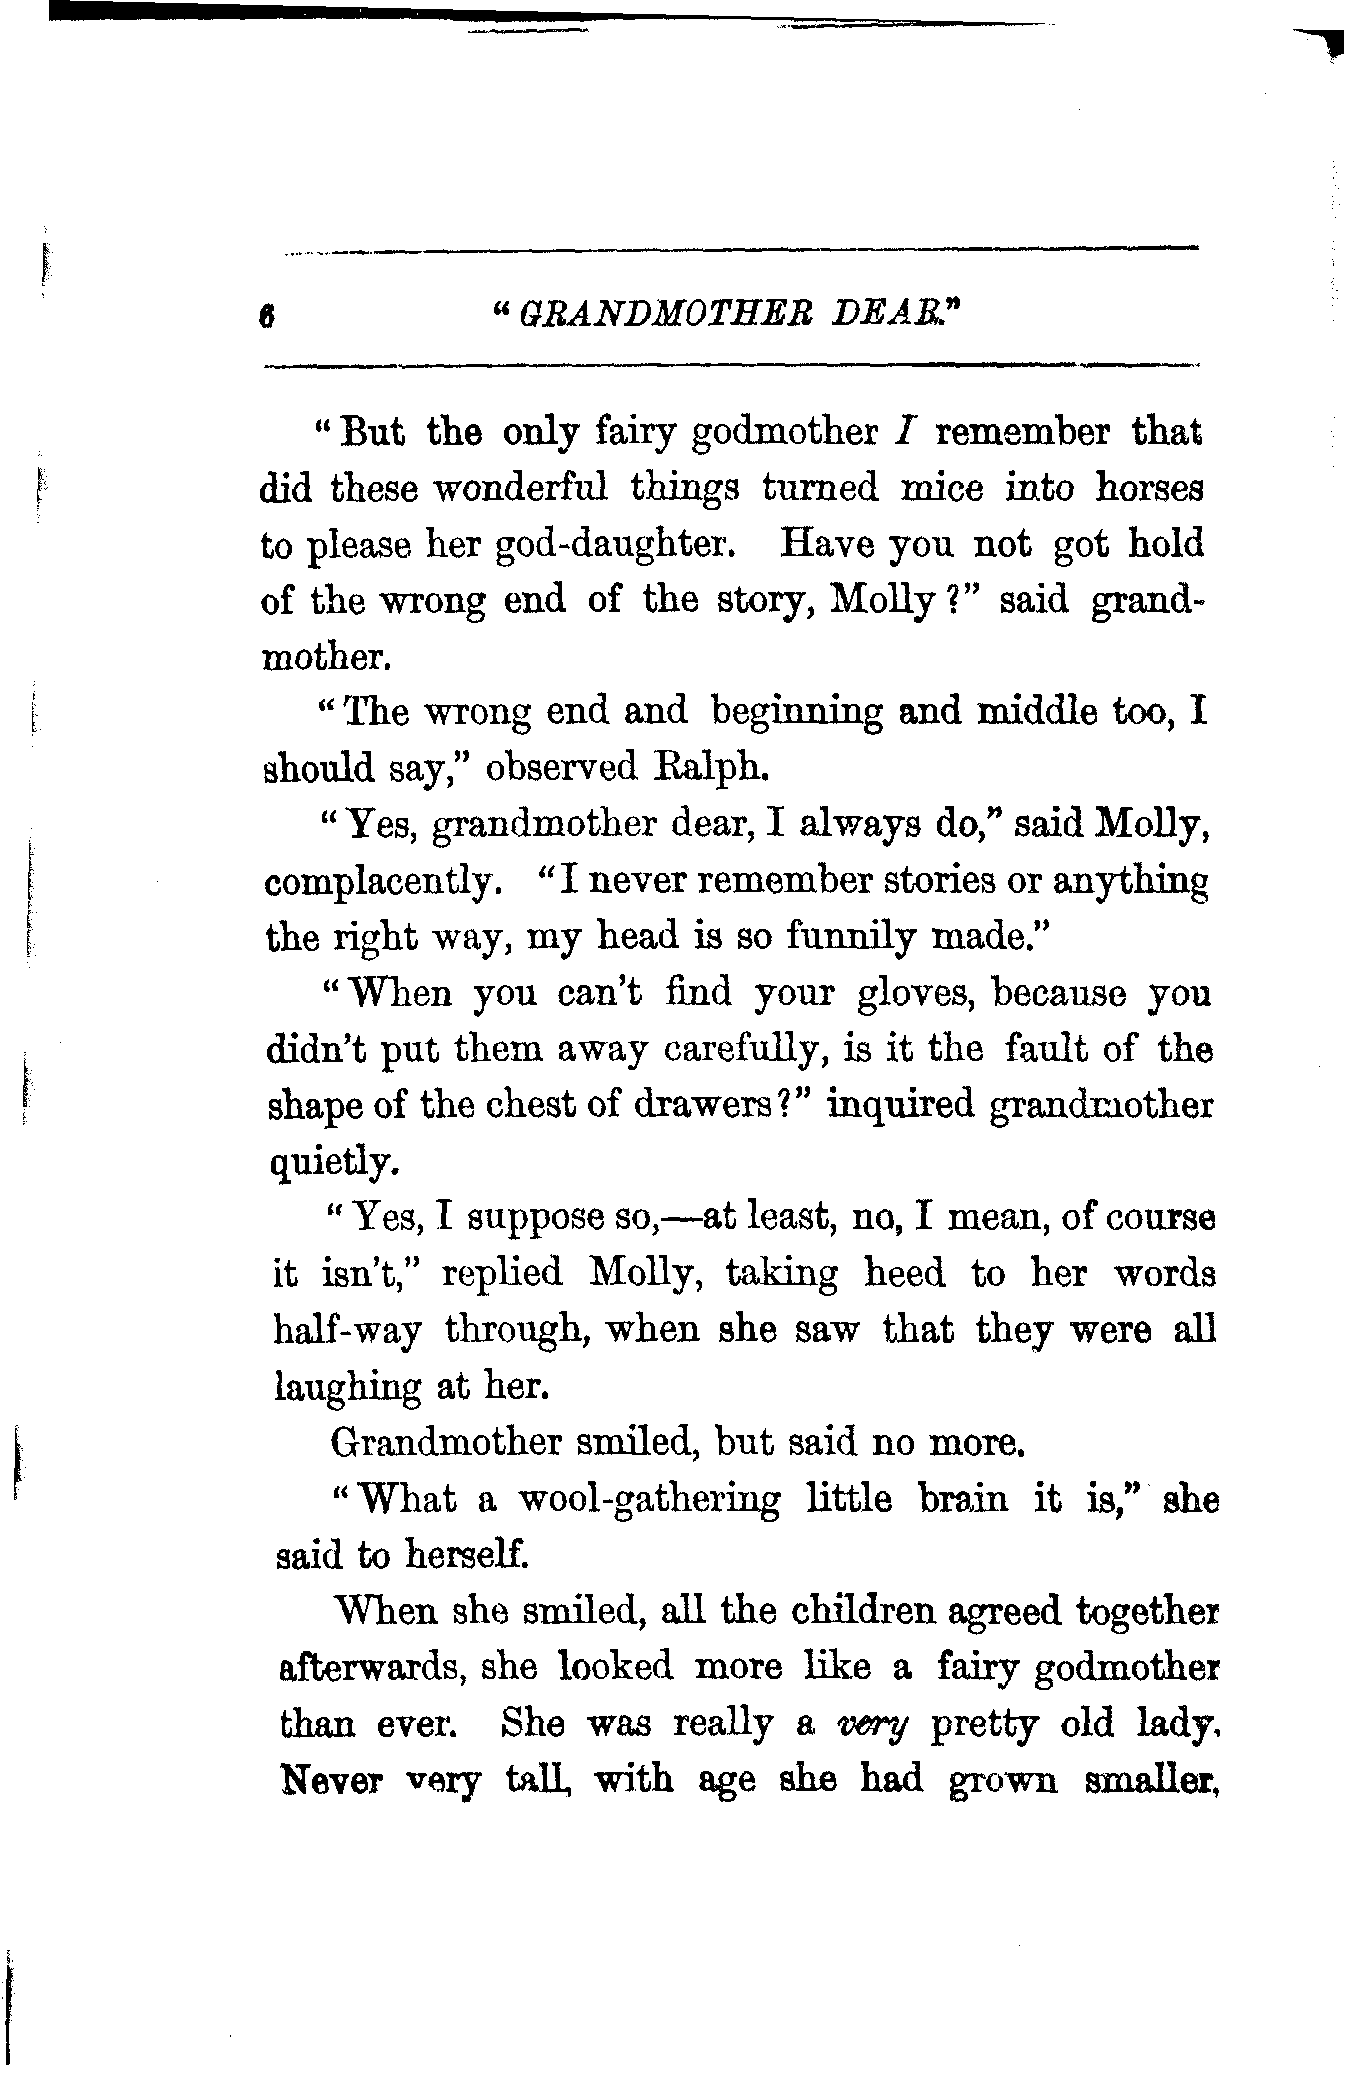 6 "GRANDMOTHER DEAR."
"But the only fairy godmother I remember that
did these wonderful things turned mice into horses
to please her god-daughter. Have you not got hold
of the wrong end of the story, Molly?" said grand-
mother.
"The wrong end and beginning and middle too, I
should say," observed Ralph.
"Yes, grandmother dear, I always do," said Molly,
complacently. "I never remember stories or anything
the right way, my head is so funnily made."
"When you can't find your gloves, because you
didn't put them away carefully, is it the fault of the
shape of the chest of drawers?" inquired grandmother
quietly.
"Yes, I suppose so,—at least, no, I mean, of course
it isn't," replied Molly, taking heed to her words
half-way through, when she saw that they were all
laughing at her.
Grandmother smiled, but said no more.
"What a wool-gathering little brain it is," she
said to herself.
When she smiled, all the children agreed together
afterwards, she looked more like a fairy godmother
than ever. She was really a very pretty old lady.
Never very tall, with age she had grown smaller,